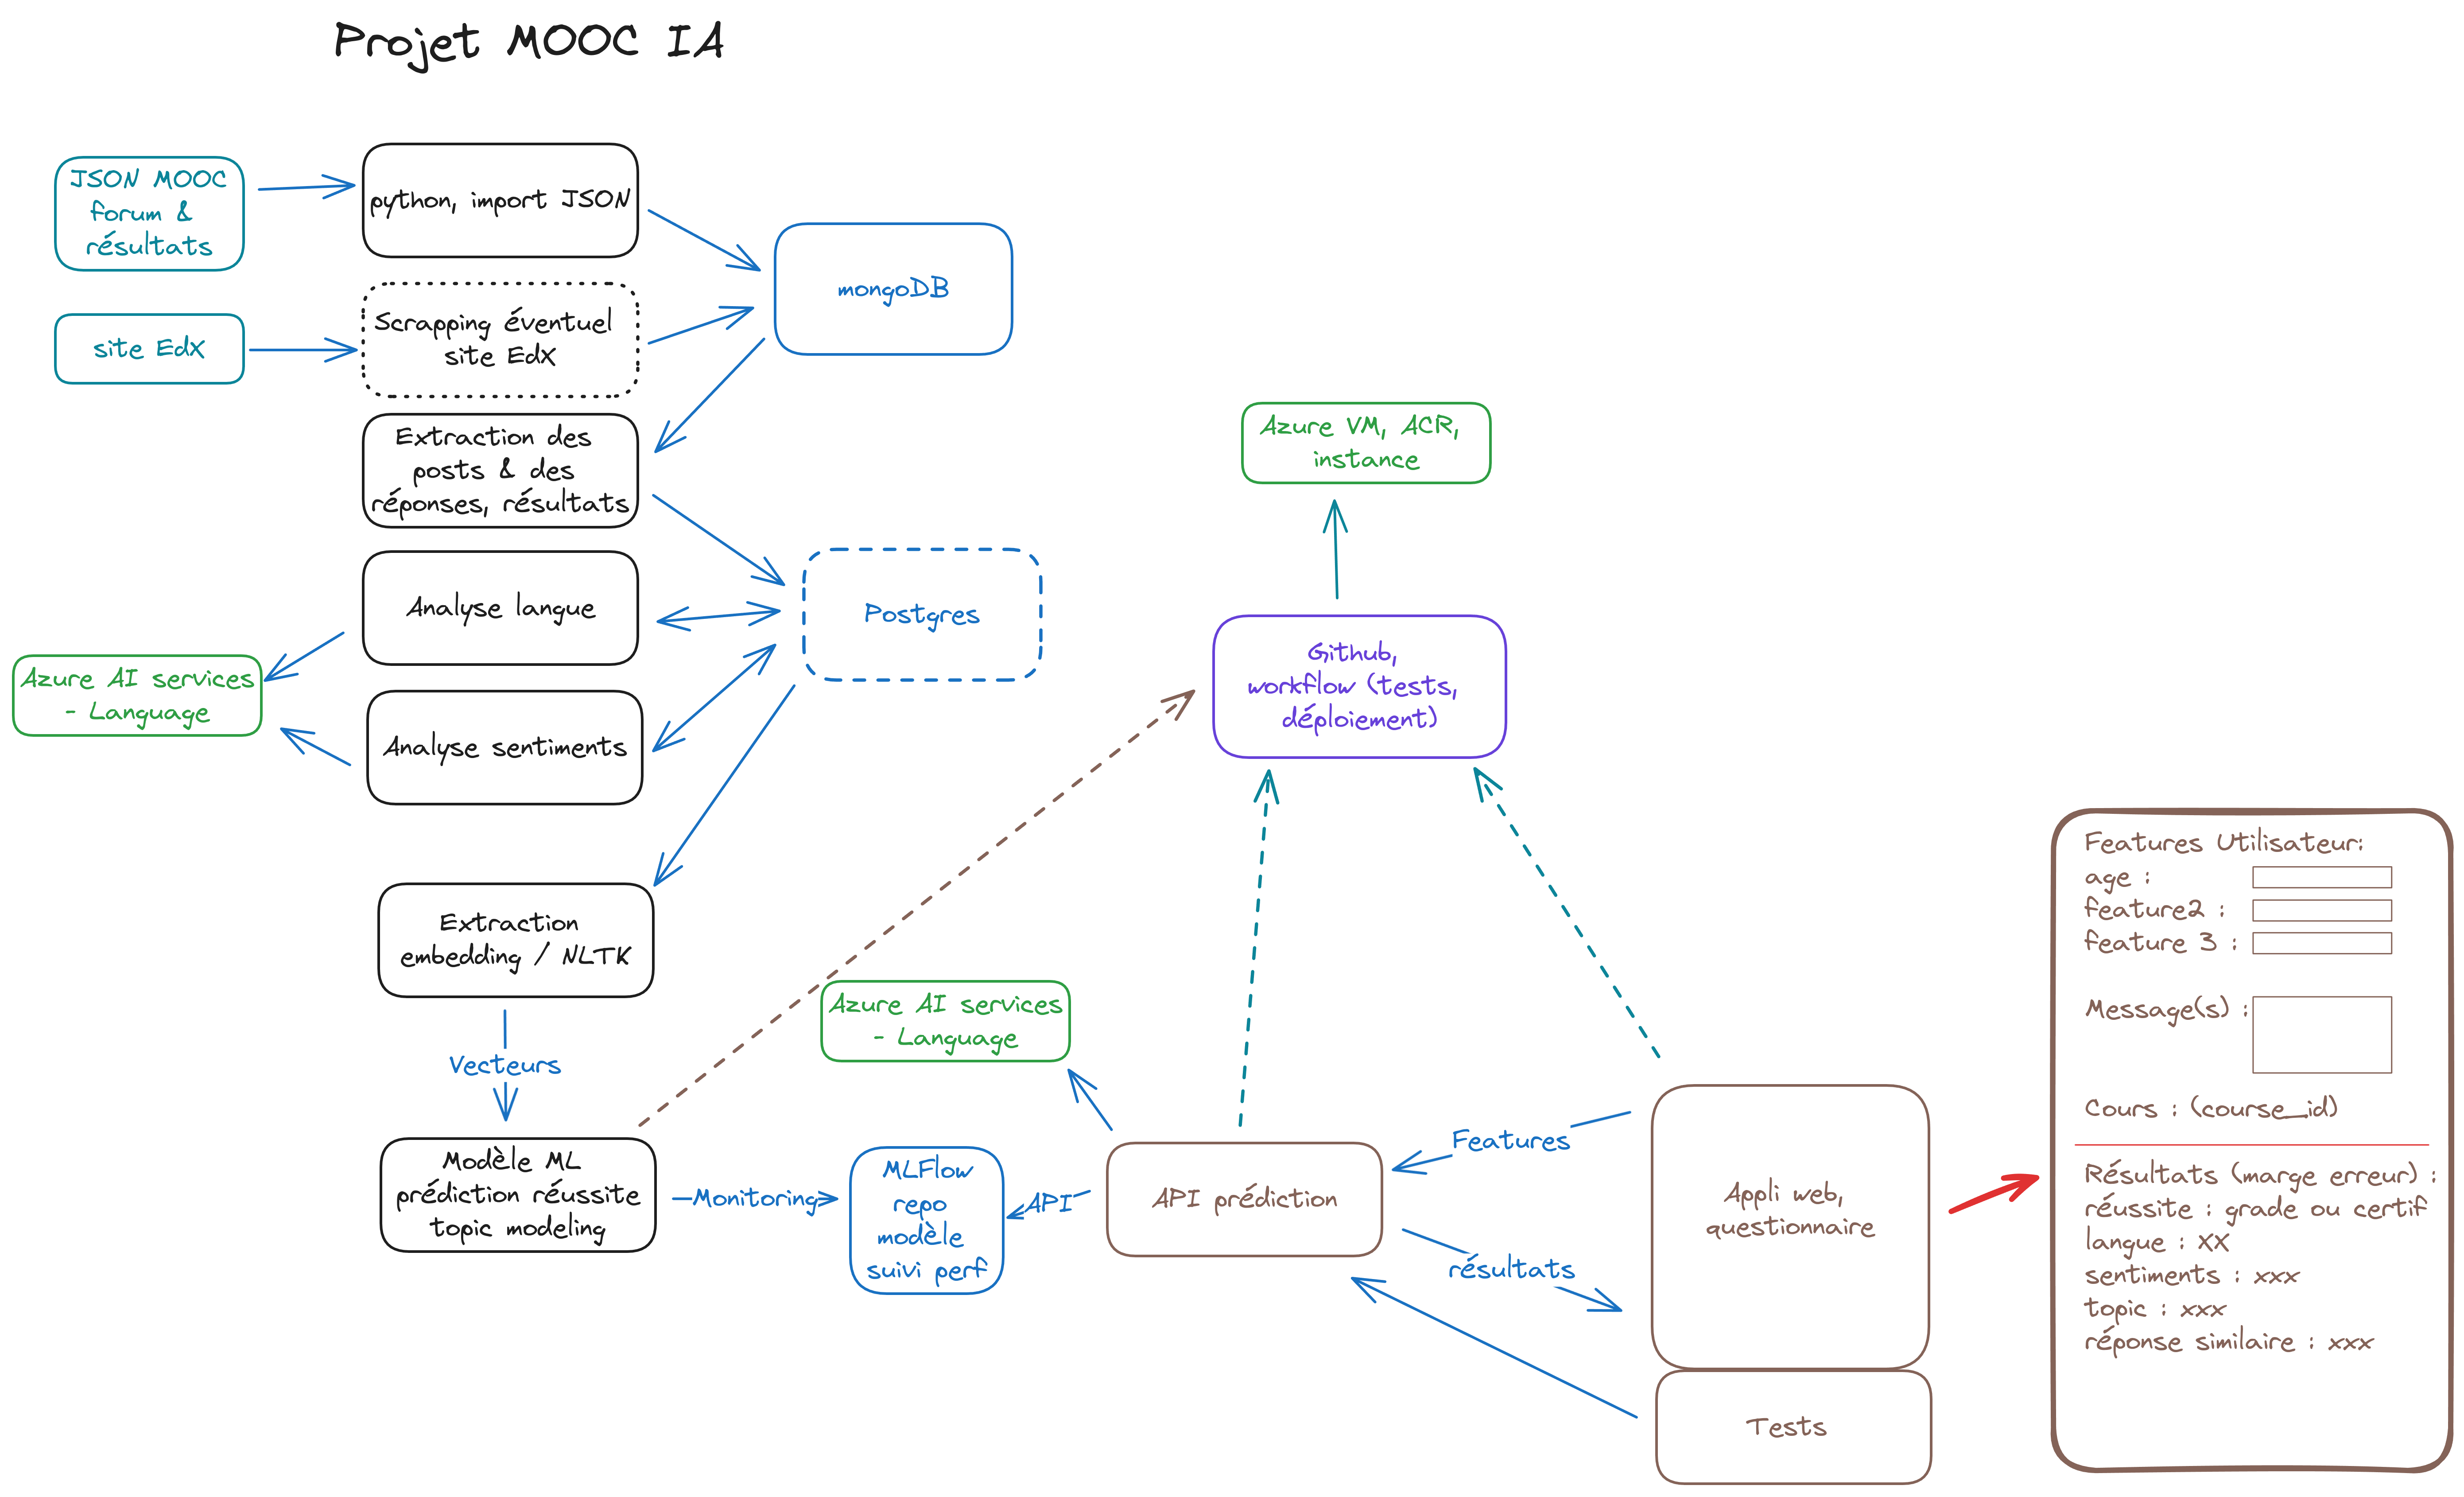 Projet MOOC IA
JSON MOOC
forum &
résultats
python, import JSON
mongoDB
site EdX
Scrapping éventuel
site EdX
Extraction des
posts & des
réponses, résultats
Azure VM, ACR,
instance
Analyse langue
Postgres
Azure AI services
- Language
Analyse sentiments
Github,
workflow (tests,
déploiement)
Extraction
embedding / NLTK
Vecteurs
Azure AI services
- Language
Modèle ML
prédiction réussite
topic modeling
Monitoring
MLFlow
repo
modèle
suivi perf
API
API prédiction
Features
résultats
Appli web,
questionnaire
Tests
Features Utilisateur:
age :
feature2 :
feature 3 :
Message(s) :
Cours : (course_id)
Résultats (marge erreur) :
réussite : grade ou certif
langue : XX
sentiments : xxx
topic : xxx
réponse similaire : xxx